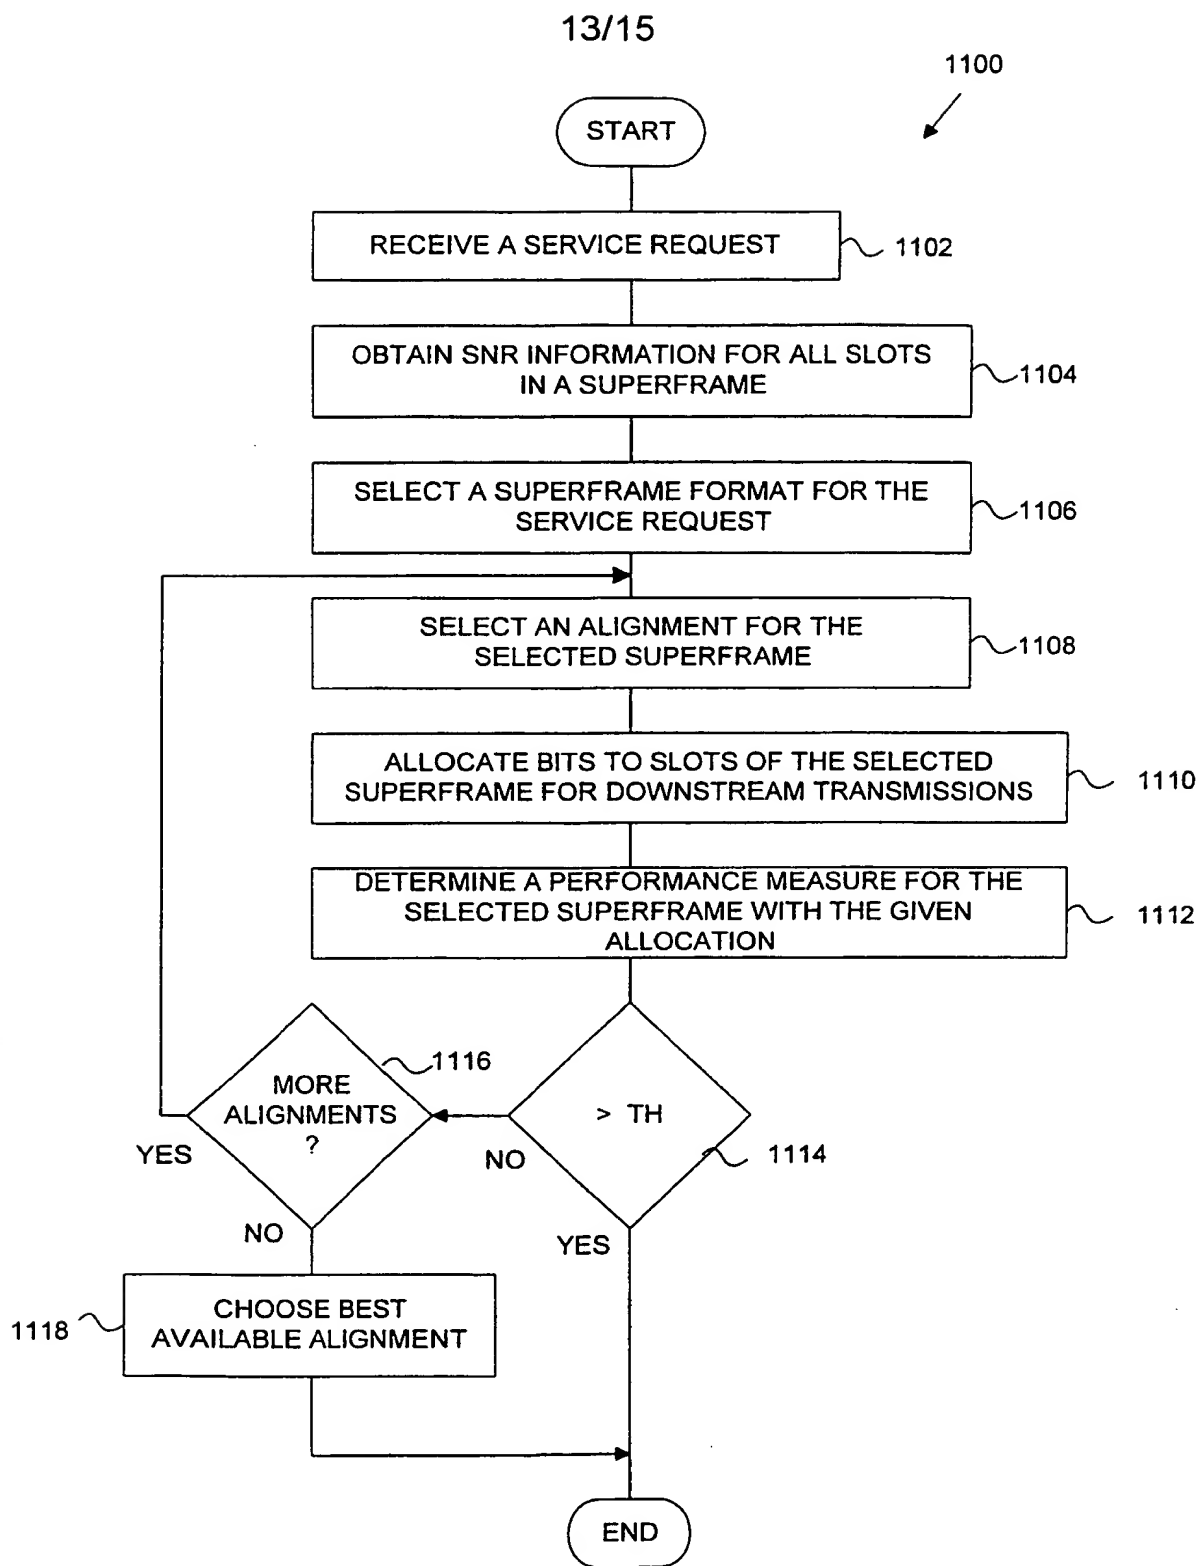 13/15
1100
START
RECEIVE A SERVICE REQUEST
1102
OBTAIN SNR INFORMATION FOR ALL SLOTS
IN A SUPERFRAME
1104
SELECT A SUPERFRAME FORMAT FOR THE
SERVICE REQUEST
1106
SELECT AN ALIGNMENT FOR THE
SELECTED SUPERFRAME
1108
ALLOCATE BITS TO SLOTS OF THE SELECTED
SUPERFRAME FOR DOWNSTREAM TRANSMISSIONS
1110
DETERMINE A PERFORMANCE MEASURE FOR THE
SELECTED SUPERFRAME WITH THE GIVEN
ALLOCATION
1112
1116
MORE
ALIGNMENTS
?
YES
NO
> TH
1114
NO
YES
CHOOSE BEST
AVAILABLE ALIGNMENT
1118
END